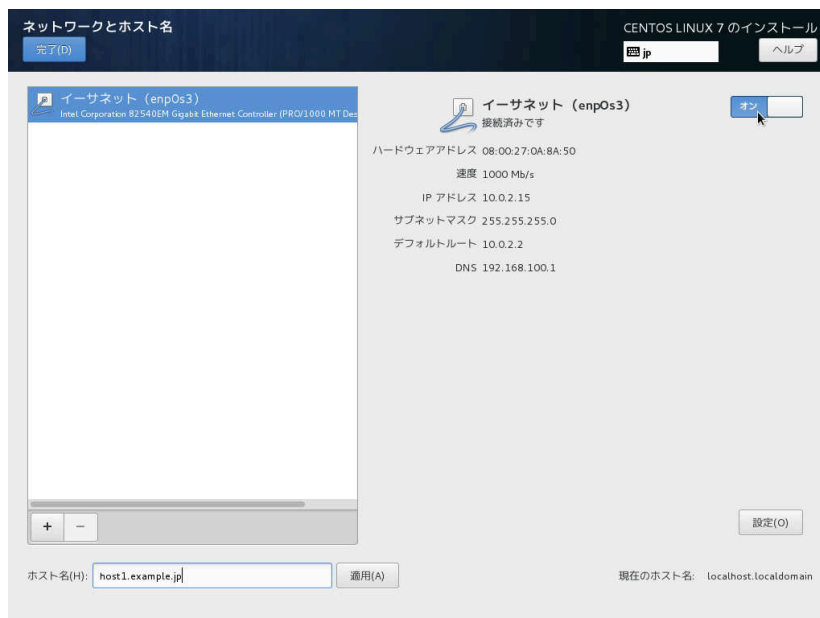 ネットワークとホスト名
CENTOS LINUX 7 のインストール
完了(D)
jp
ヘルプ
イーサネット (enp0s3)
Intel Corporation 82540EM Gigabit Ethernet Controller (PRO/1000 MT Des
イーサネット (enp0s3)
接続済みです
オン
ハードウェアアドレス 08:00:27:0A:8A:50
速度 1000 Mb/s
IP アドレス 10.0.2.15
サブネットマスク 255.255.255.0
デフォルトルート 10.0.2.2
DNS 192.168.100.1
+ −
設定(O)
ホスト名(H): host1.example.jp 適用(A) 現在のホスト名: localhost.localdomain